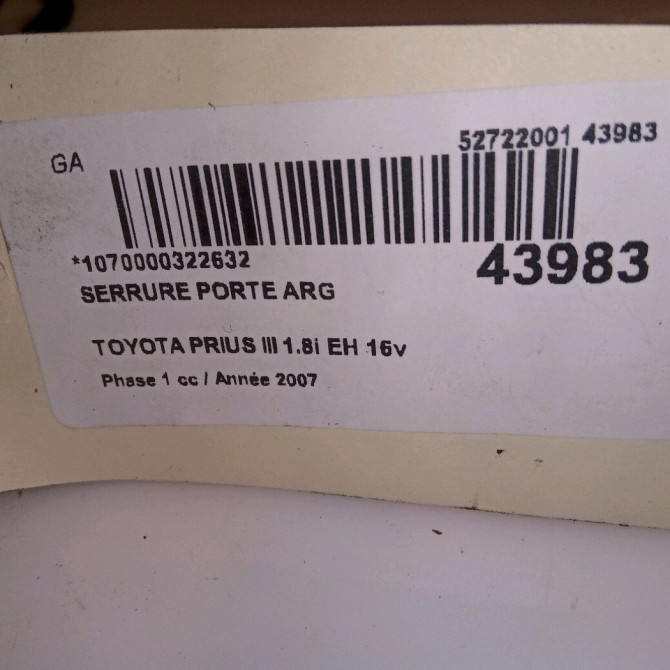 GA
52722001 43983
*1070000322632
43983
SERRURE PORTE ARG
TOYOTA PRIUS III 1.8i EH 16v
Phase 1 cc / Année 2007